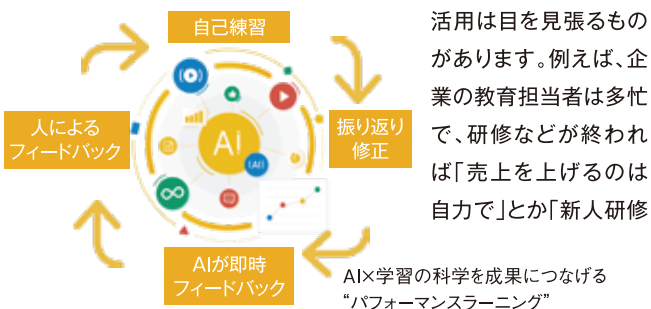 自己練習
振り返り
修正
AIが即時
フィードバック
人による
フィードバック
AI
(AI)
AI×学習の科学を成果につなげる
“パフォーマンスラーニング”
活用は目を見張るもの
があります。例えば、企
業の教育担当者は多忙
で、研修などが終われ
ば「売上を上げるのは
自力で」とか「新人研修